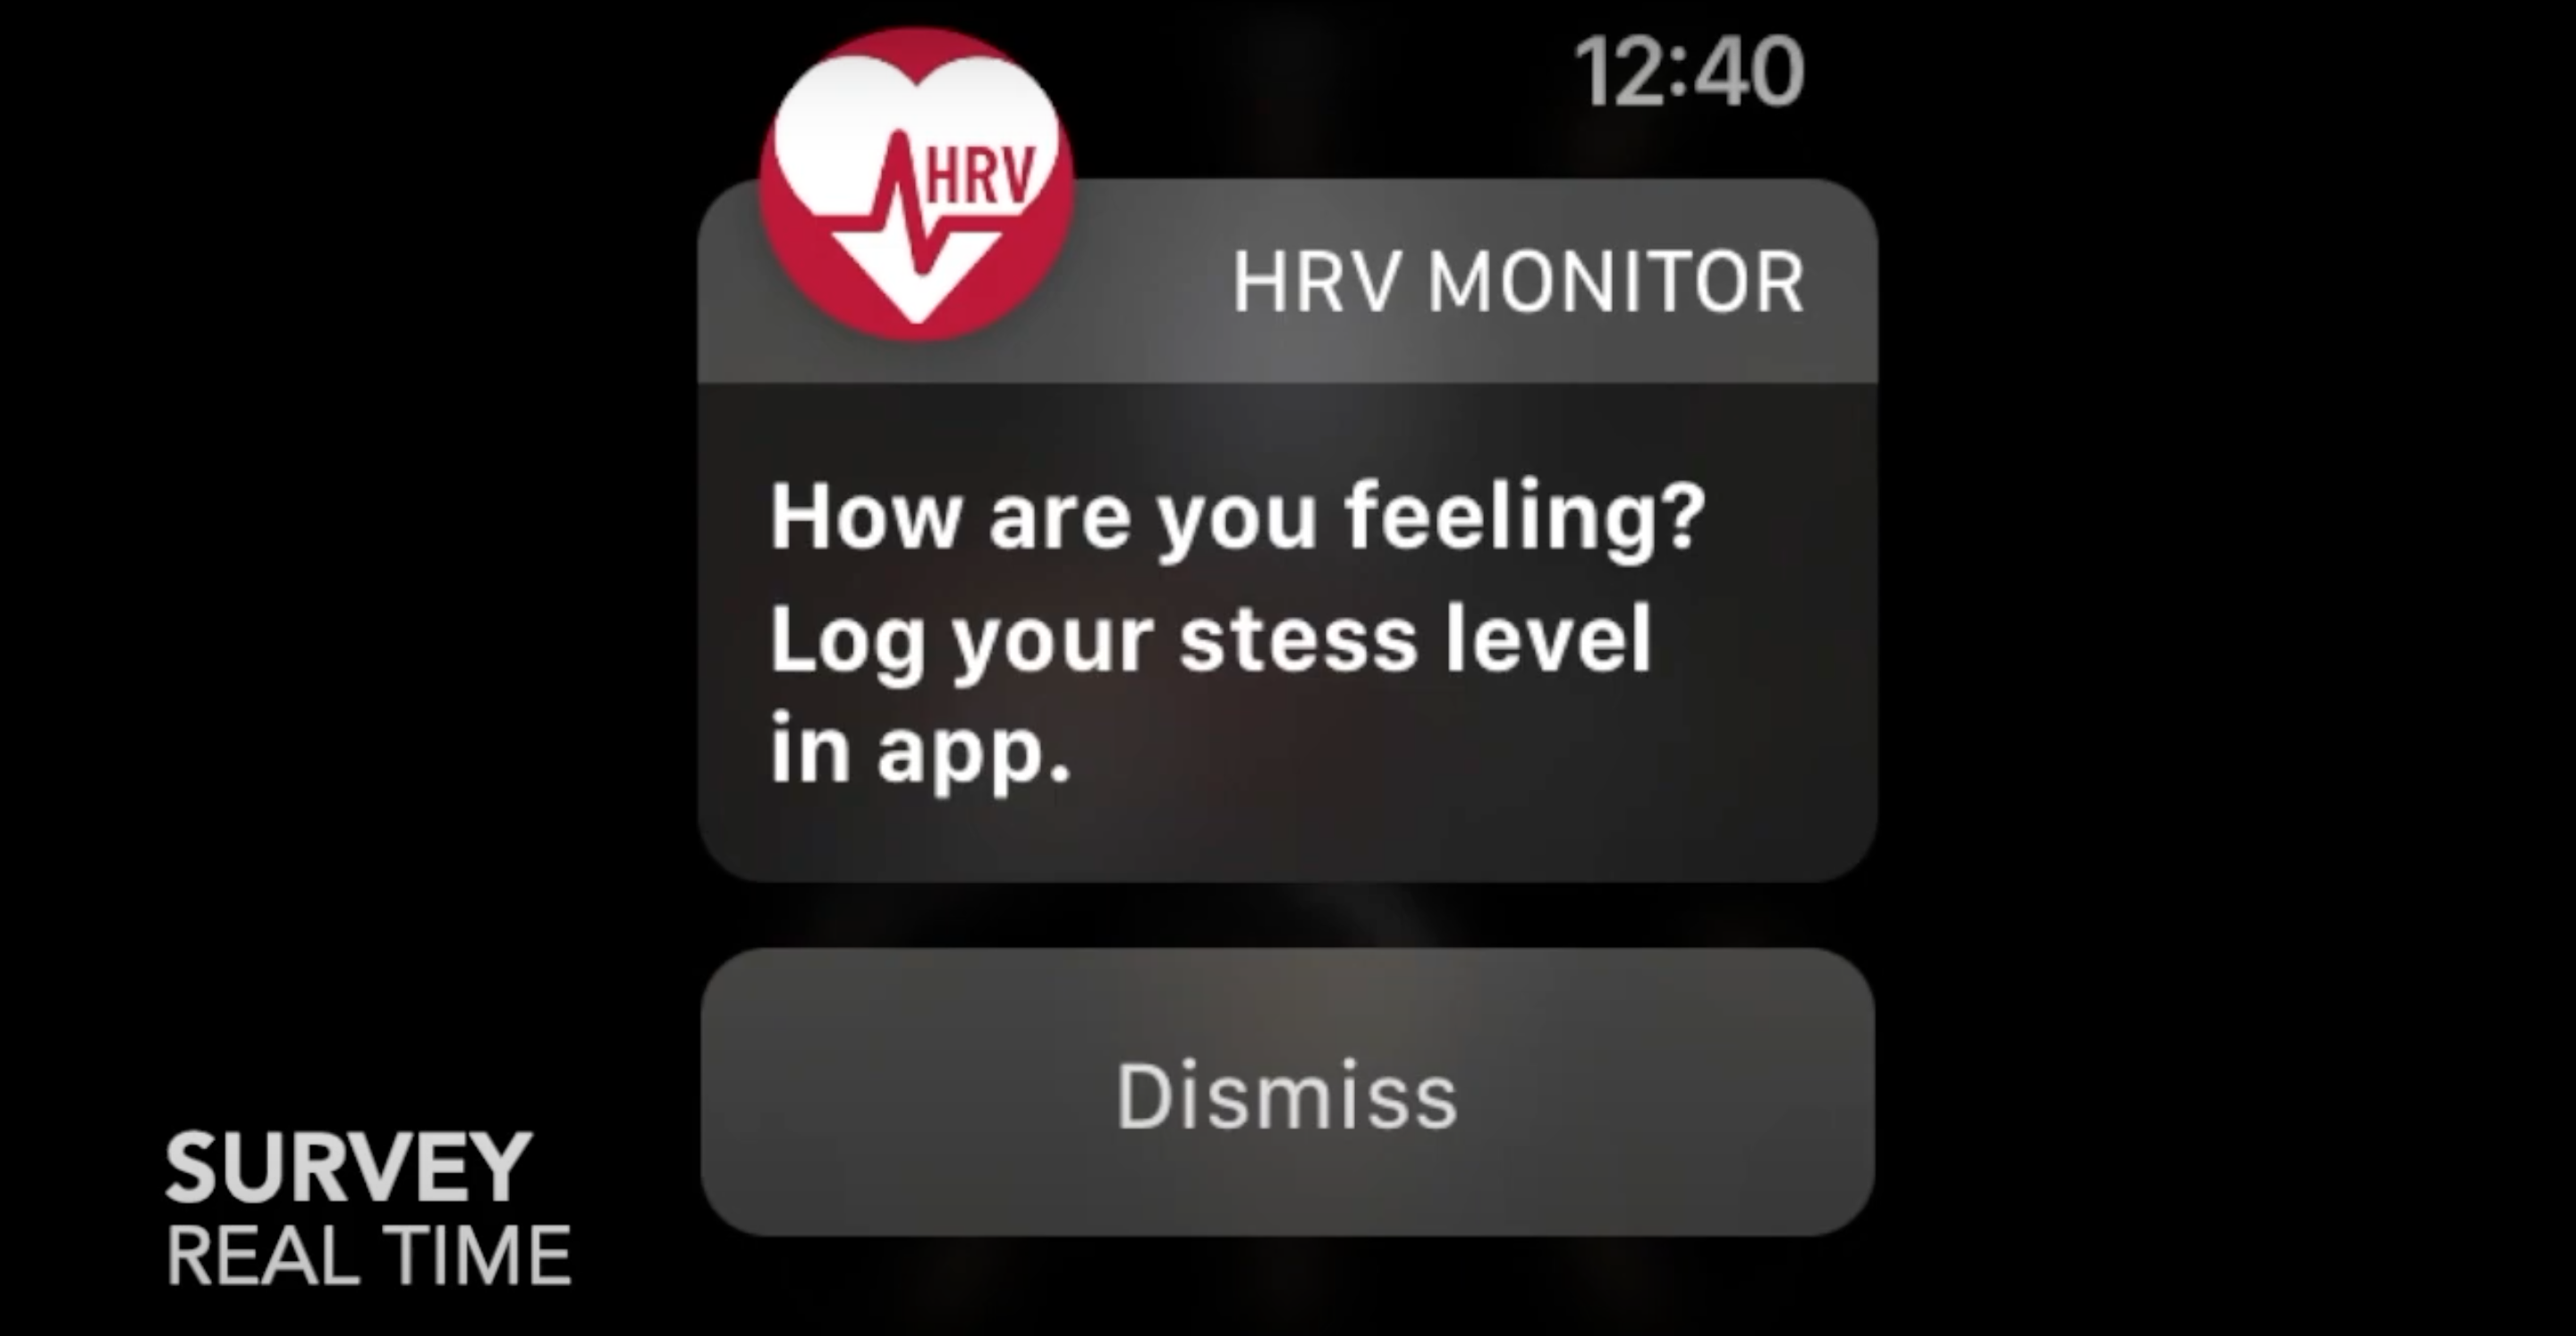 12:40
HRV
HRV MONITOR
How are you feeling?
Log your stess level
in app.
Dismiss
SURVEY
REAL TIME